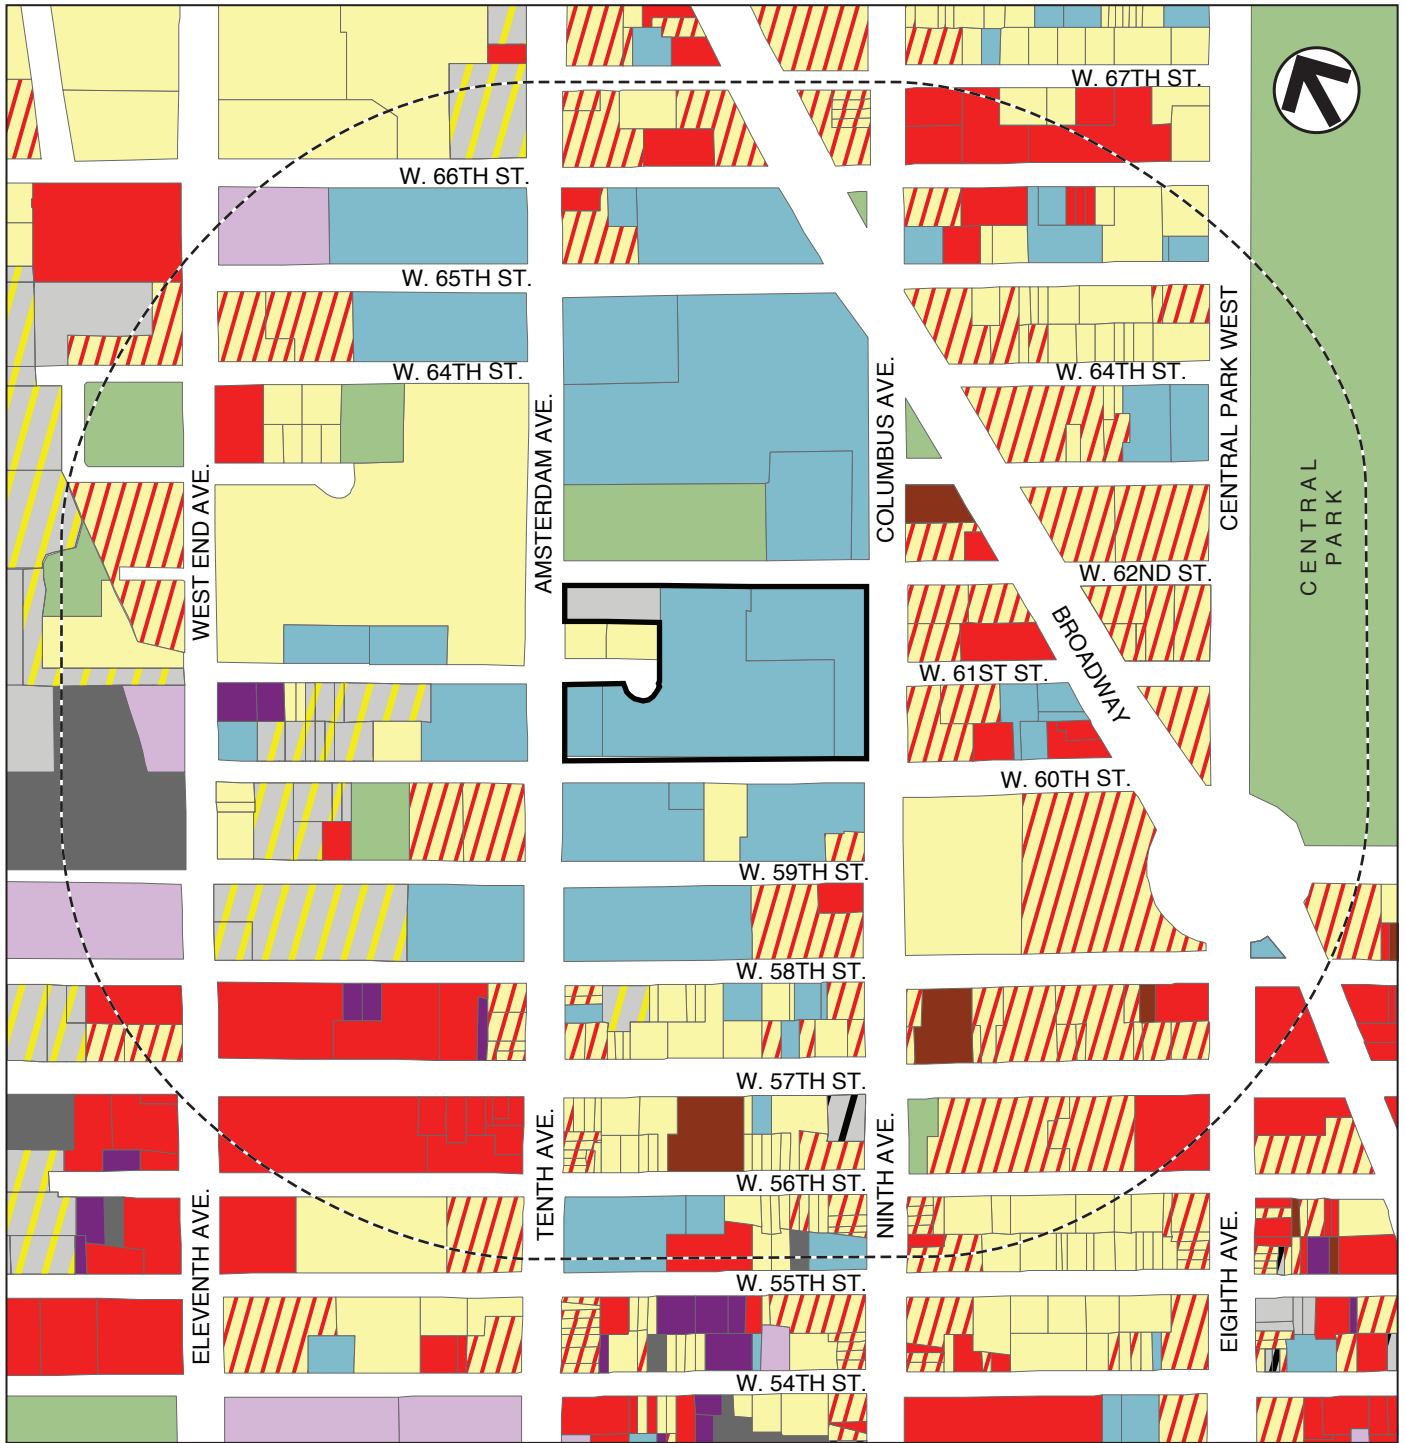 W. 67TH ST.
W. 66TH ST.
W. 65TH ST.
W. 64TH ST.
W. 64TH ST.
CENTRAL PARK WEST
COLUMBUS AVE.
AMSTERDAM AVE.
WEST END AVE.
CENTRAL
PARK
W. 62ND ST.
BROADWAY
W. 61ST ST.
W. 60TH ST.
W. 59TH ST.
W. 58TH ST.
W. 57TH ST.
TENTH AVE.
NINTH AVE.
W. 56TH ST.
ELEVENTH AVE.
EIGHTH AVE.
W. 55TH ST.
W. 54TH ST.